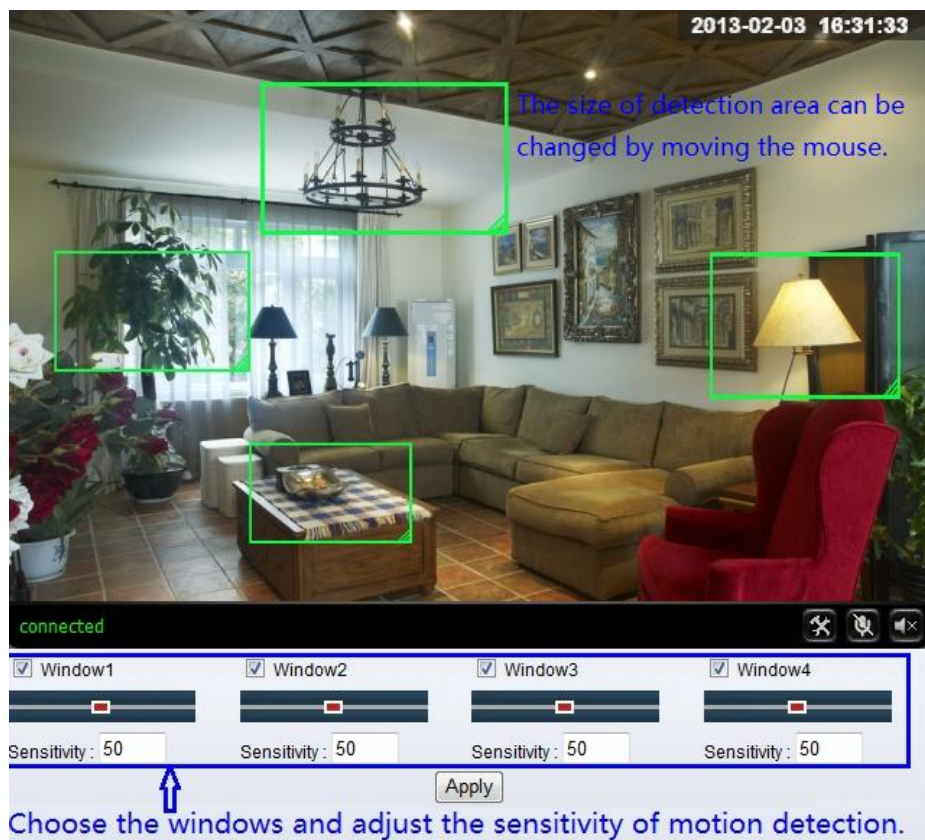 2013-02-03 16:31:33
The size of detection area can be
changed by moving the mouse.
connected
Window1 Window2 Window3 Window4
Sensitivity : 50 Sensitivity : 50 Sensitivity : 50 Sensitivity : 50
Apply
Choose the windows and adjust the sensitivity of motion detection.